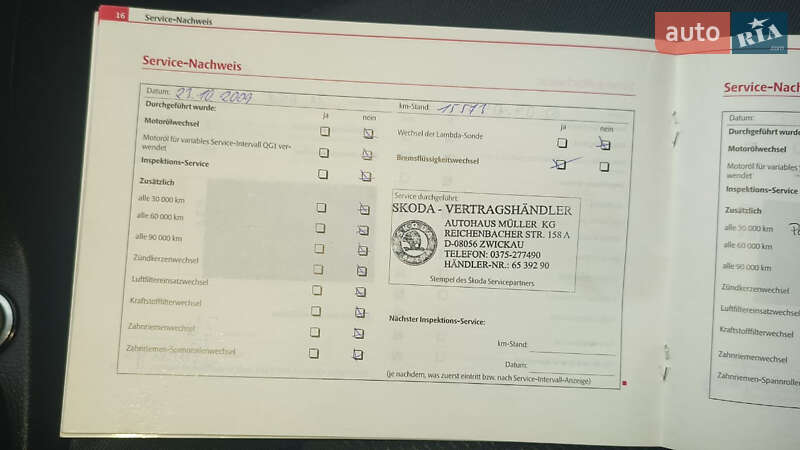 16 Service-Nachweis
auto RIA .com
Service-Nachweis
Datum: 21.10.2009
km-Stand:
Durchgeführt wurde:
ja nein
ja nein
Motorölwechsel
Wechsel der Lambda-Sonde
Motoröl für variables Service-Intervall QG1 ver-
wendet
Bremsflüssigkeitswechsel
Inspektions-Service
Zusätzlich
alle 30 000 km
alle 60 000 km
alle 90 000 km
Zündkerzenwechsel
Luftfiltereinsatzwechsel
Kraftstofffilterwechsel
Zahnriemenwechsel
Zahnriemen-Spannrollenwechsel
Service durchgeführt:
SKODA - VERTRAGSHÄNDLER
AUTOHAUS MÜLLER KG
REICHENBACHER STR. 158 A
D-08056 ZWICKAU
TELEFON: 0375-277490
HÄNDLER-NR.: 65 392 90
Stempel des Skoda Servicepartners
Nächster Inspektions-Service:
km-Stand:
Datum:
(je nachdem, was zuerst eintritt bzw. nach Service-Intervall-Anzeige)
Service-Nach
Datum:
Durchgeführt wurde:
Motorölwechsel
Motoröl für variables
wendet
Inspektions-Service
Zusätzlich
alle 30 000 km
alle 60 000 km
alle 90 000 km
Zündkerzenwechsel
Luftfiltereinsatzwechsel
Kraftstofffilterwechsel
Zahnriemenwechsel
Zahnriemen-Spannrollen